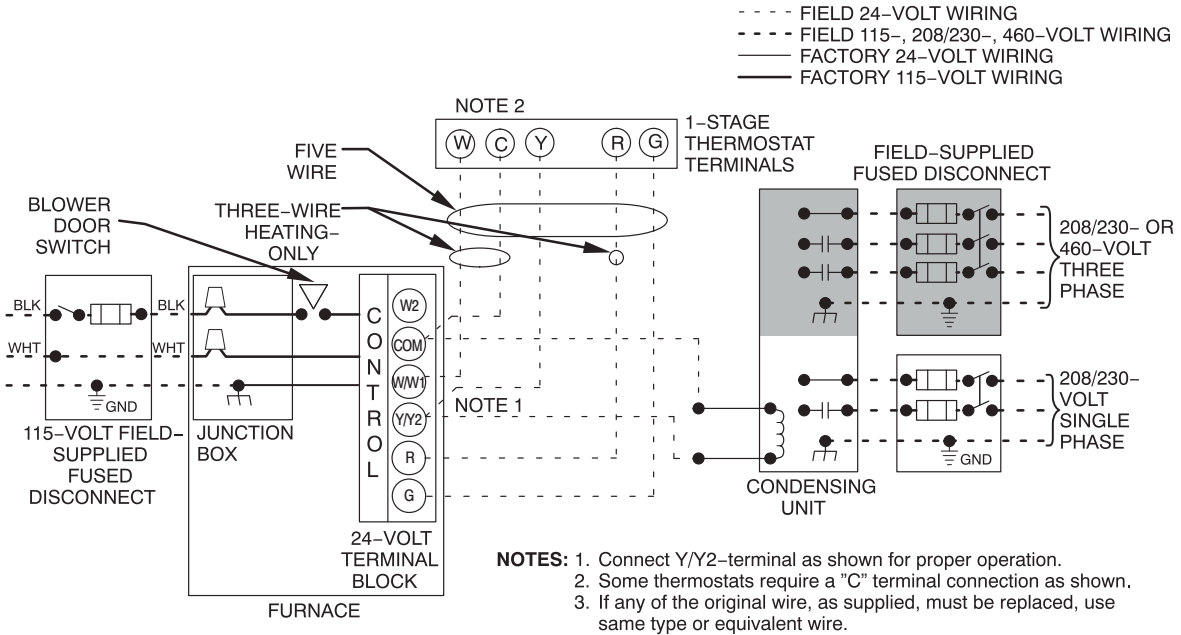 FIELD 24-VOLT WIRING
FIELD 115-, 208/230-, 460-VOLT WIRING
FACTORY 24-VOLT WIRING
FACTORY 115-VOLT WIRING
NOTE 2
W C Y R G
1-STAGE
THERMOSTAT
TERMINALS
FIVE
WIRE
THREE-WIRE
HEATING-
ONLY
BLOWER
DOOR
SWITCH
FIELD-SUPPLIED
FUSED DISCONNECT
208/230- OR
460-VOLT
THREE
PHASE
BLK
BLK
WHT
WHT
GND
CONTROL
W2
COM
W/W1
Y/Y2
R
G
NOTE 1
208/230-
VOLT
SINGLE
PHASE
GND
115-VOLT FIELD-
SUPPLIED
FUSED
DISCONNECT
JUNCTION
BOX
24-VOLT
TERMINAL
BLOCK
FURNACE
CONDENSING
UNIT
NOTES: 1. Connect Y/Y2-terminal as shown for proper operation.
2. Some thermostats require a "C" terminal connection as shown.
3. If any of the original wire, as supplied, must be replaced, use
same type or equivalent wire.